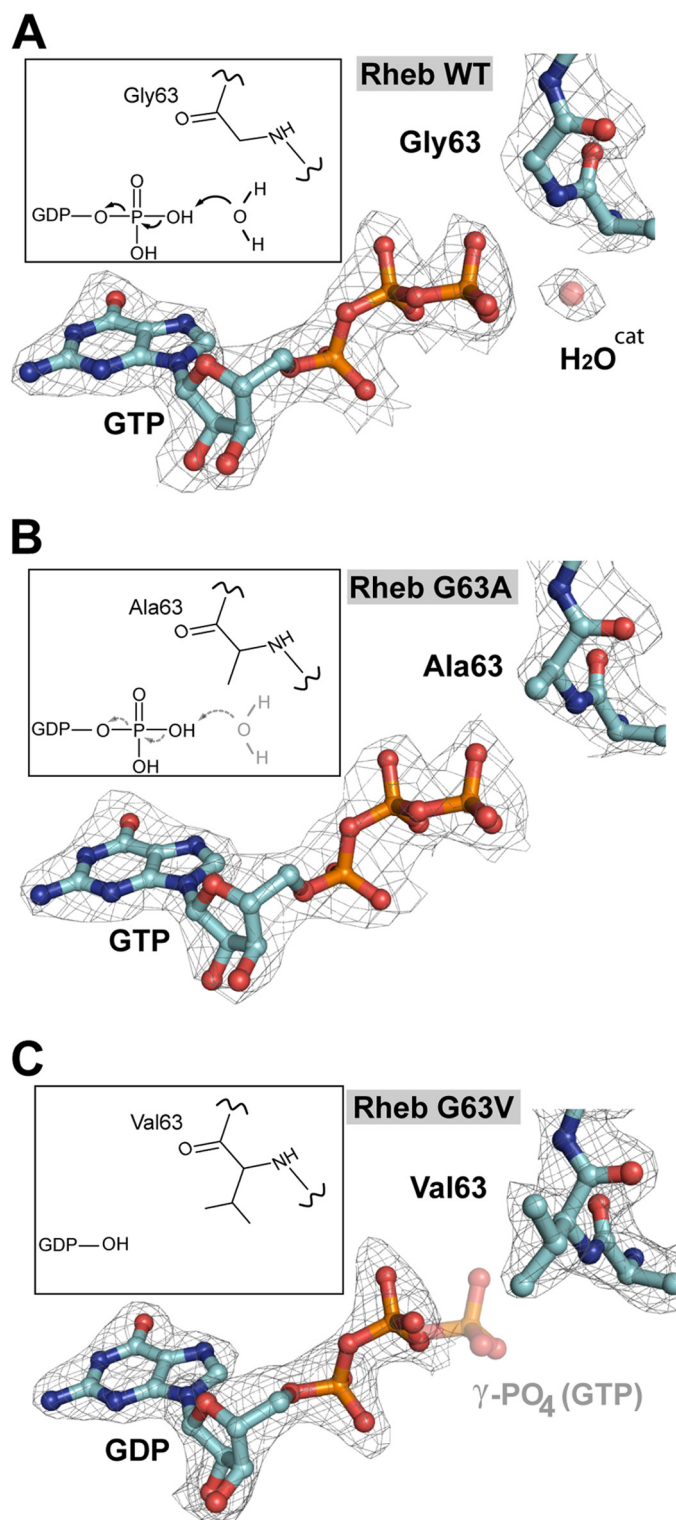 A
Rheb WT
Gly63
O
NH
Gly63
O
H
GDP—O—P—OH
O
H
OH
GTP
H₂O cat
B
Rheb G63A
Ala63
O
NH
Ala63
O
H
GDP—O—P—OH
O
H
OH
GTP
C
Rheb G63V
Val63
O
NH
Val63
GDP—OH
γ-PO₄ (GTP)
GDP